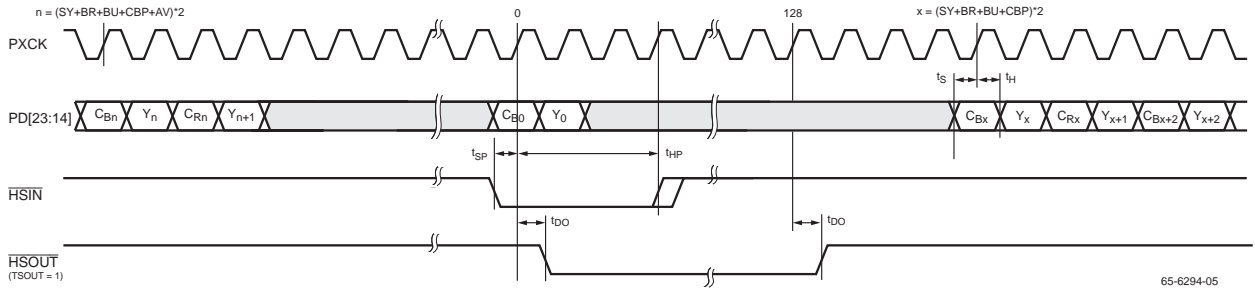 n = (SY+BR+BU+CBP+AV)*2
0
128
x = (SY+BR+BU+CBP)*2
PXCK
tS
tH
PD[23:14]
CBn
Yn
CRn
Yn+1
CB0
Y0
CBx
Yx
CRx
Yx+1
CBx+2
Yx+2
tSP
tHP
HSIN
tDO
tDO
HSOUT
(TSOUT = 1)
65-6294-05